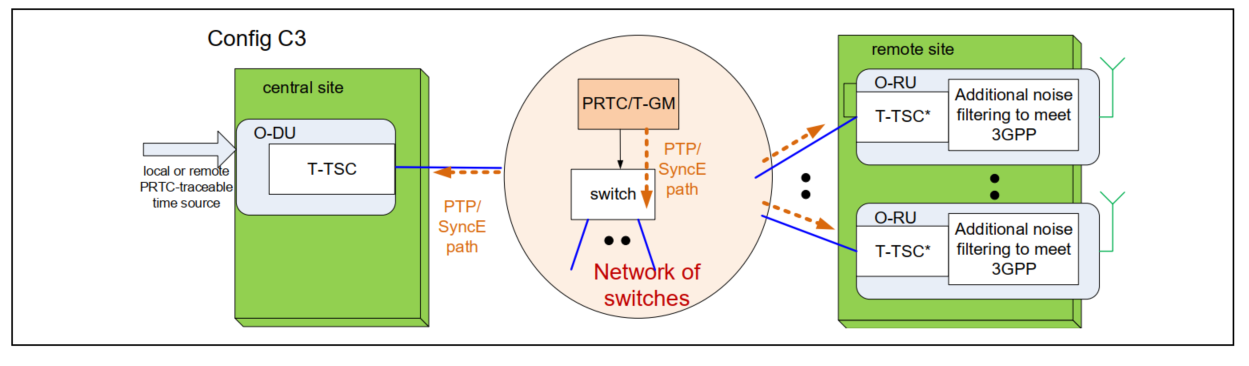 Config C3
central site
O-DU
T-TSC
local or remote
PRTC-traceable
time source
PTP/
SyncE
path
PRTC/T-GM
PTP/
SyncE
path
switch
Network of
switches
remote site
O-RU
T-TSC*
Additional noise
filtering to meet
3GPP
O-RU
T-TSC*
Additional noise
filtering to meet
3GPP